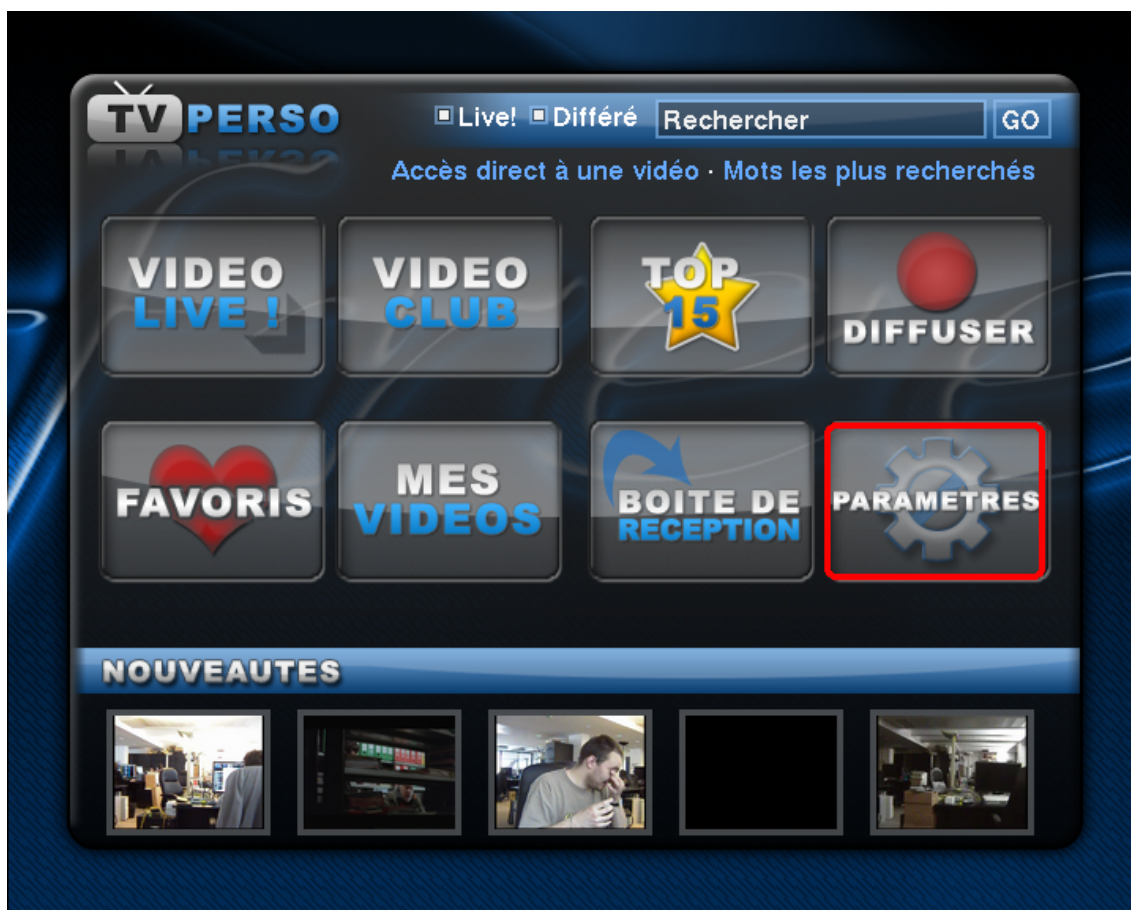 TV PERSO
Live! Différé Rechercher GO
Accès direct à une vidéo · Mots les plus recherchés
VIDEO
LIVE !
VIDEO
CLUB
TOP
15
DIFFUSER
FAVORIS
MES
VIDEOS
BOITE DE
RECEPTION
PARAMETRES
NOUVEAUTES